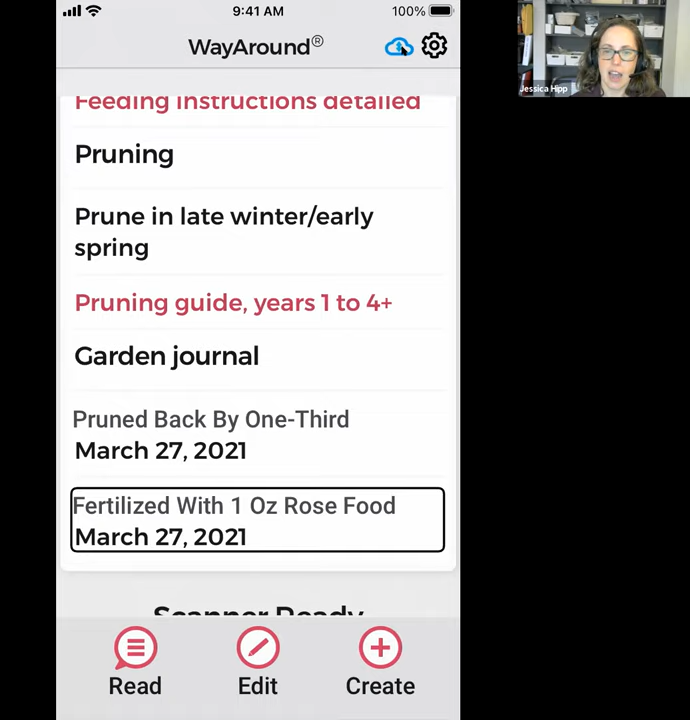 9:41 AM
100%
WayAround®
Feeding instructions detailed
Pruning
Prune in late winter/early
spring
Pruning guide, years 1 to 4+
Garden journal
Pruned Back By One-Third
March 27, 2021
Fertilized With 1 Oz Rose Food
March 27, 2021
Scanner Ready
Read
Edit
Create
Jessica Hipp